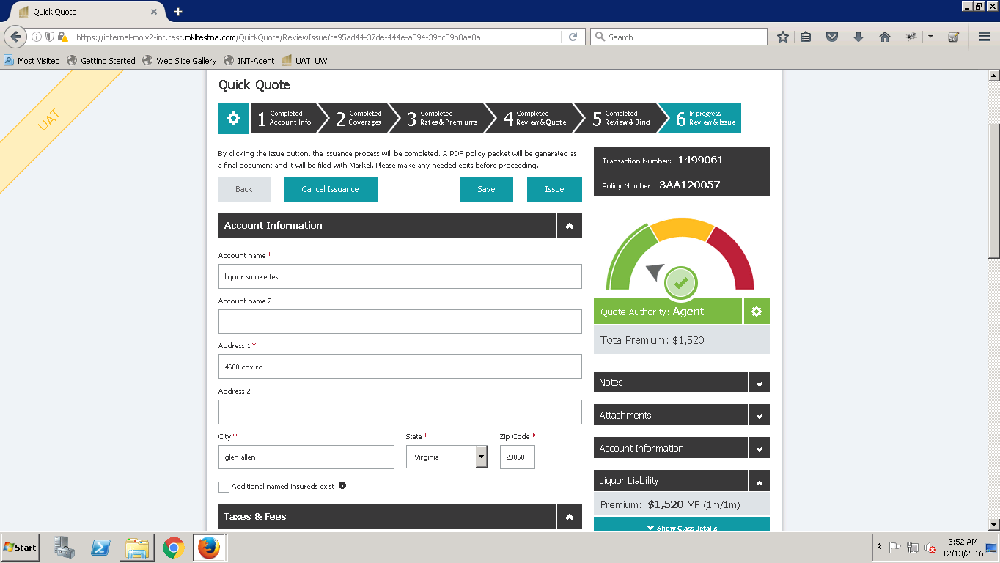 Quick Quote
https://internal-molv2-int.test.mkltestna.com/QuickQuote/ReviewIssue/fe95ad44-37de-444e-a594-39dc09b8ae8a
Search
Most Visited
Getting Started
Web Slice Gallery
INT-Agent
UAT_UW
UAT
Quick Quote
1 Completed Account Info
2 Completed Coverages
3 Completed Rates & Premiums
4 Completed Review & Quote
5 Completed Review & Bind
6 In progress Review & Issue
By clicking the issue button, the issuance process will be completed. A PDF policy packet will be generated as
a final document and it will be filed with Markel. Please make any needed edits before proceeding.
Back
Cancel Issuance
Save
Issue
Account Information
Account name *
liquor smoke test
Account name 2
Address 1 *
4600 cox rd
Address 2
City *
State *
Zip Code *
glen allen
Virginia
23060
Additional named insureds exist
Taxes & Fees
Transaction Number: 1499061
Policy Number: 3AA120057
Quote Authority: Agent
Total Premium: $1,520
Notes
Attachments
Account Information
Liquor Liability
Premium: $1,520 MP (1m/1m)
Show Class Details
Start
3:52 AM
12/13/2016